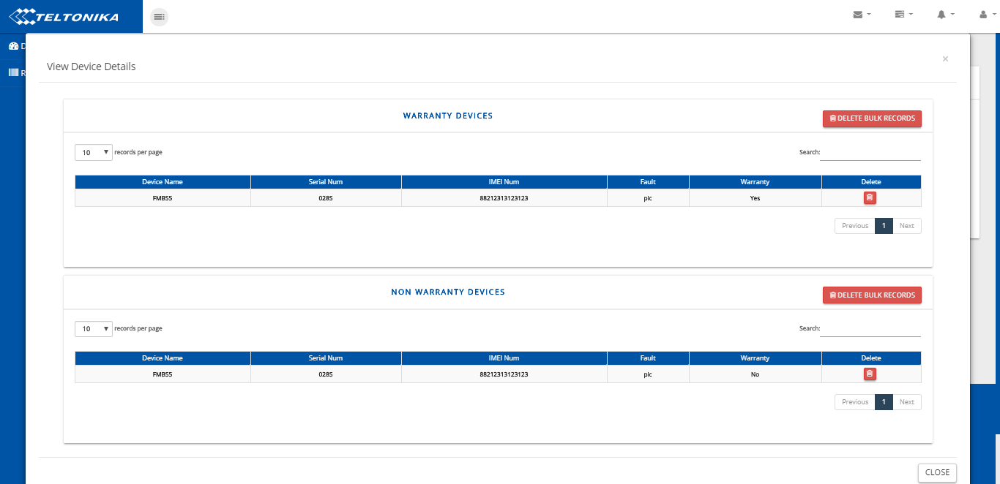 TELTONIKA
D
R
View Device Details
×
WARRANTY DEVICES
DELETE BULK RECORDS
10 records per page
Search:
Device Name Serial Num IMEI Num Fault Warranty Delete
FMB55 0285 88212313123123 pic Yes
Previous 1 Next
NON WARRANTY DEVICES
DELETE BULK RECORDS
10 records per page
Search:
Device Name Serial Num IMEI Num Fault Warranty Delete
FMB55 0285 88212313123123 pic No
Previous 1 Next
CLOSE